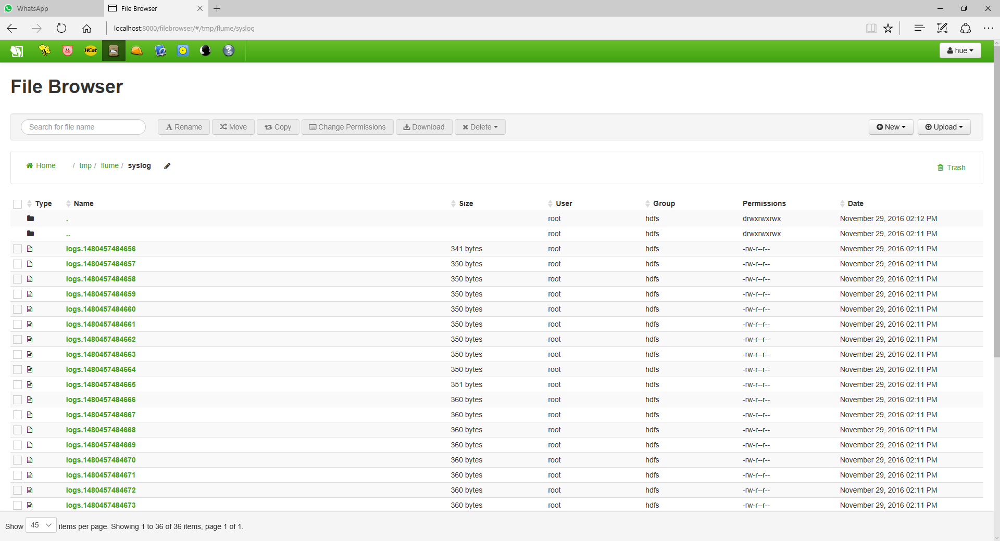 WhatsApp
File Browser
localhost:8000/filebrowser/#/tmp/flume/syslog
HCat
hue
File Browser
Search for file name Rename Move Copy Change Permissions Download Delete New Upload
Home / tmp / flume / syslog Trash
Type Name Size User Group Permissions Date
. root hdfs drwxrwxrwx November 29, 2016 02:12 PM
.. root hdfs drwxrwxrwx November 29, 2016 02:11 PM
logs.1480457484656 341 bytes root hdfs -rw-r--r-- November 29, 2016 02:11 PM
logs.1480457484657 350 bytes root hdfs -rw-r--r-- November 29, 2016 02:11 PM
logs.1480457484658 350 bytes root hdfs -rw-r--r-- November 29, 2016 02:11 PM
logs.1480457484659 350 bytes root hdfs -rw-r--r-- November 29, 2016 02:11 PM
logs.1480457484660 350 bytes root hdfs -rw-r--r-- November 29, 2016 02:11 PM
logs.1480457484661 350 bytes root hdfs -rw-r--r-- November 29, 2016 02:11 PM
logs.1480457484662 350 bytes root hdfs -rw-r--r-- November 29, 2016 02:11 PM
logs.1480457484663 350 bytes root hdfs -rw-r--r-- November 29, 2016 02:11 PM
logs.1480457484664 350 bytes root hdfs -rw-r--r-- November 29, 2016 02:11 PM
logs.1480457484665 351 bytes root hdfs -rw-r--r-- November 29, 2016 02:11 PM
logs.1480457484666 360 bytes root hdfs -rw-r--r-- November 29, 2016 02:11 PM
logs.1480457484667 360 bytes root hdfs -rw-r--r-- November 29, 2016 02:11 PM
logs.1480457484668 360 bytes root hdfs -rw-r--r-- November 29, 2016 02:11 PM
logs.1480457484669 360 bytes root hdfs -rw-r--r-- November 29, 2016 02:11 PM
logs.1480457484670 360 bytes root hdfs -rw-r--r-- November 29, 2016 02:11 PM
logs.1480457484671 360 bytes root hdfs -rw-r--r-- November 29, 2016 02:11 PM
logs.1480457484672 360 bytes root hdfs -rw-r--r-- November 29, 2016 02:11 PM
logs.1480457484673 360 bytes root hdfs -rw-r--r-- November 29, 2016 02:11 PM
Show 45 items per page. Showing 1 to 36 of 36 items, page 1 of 1.